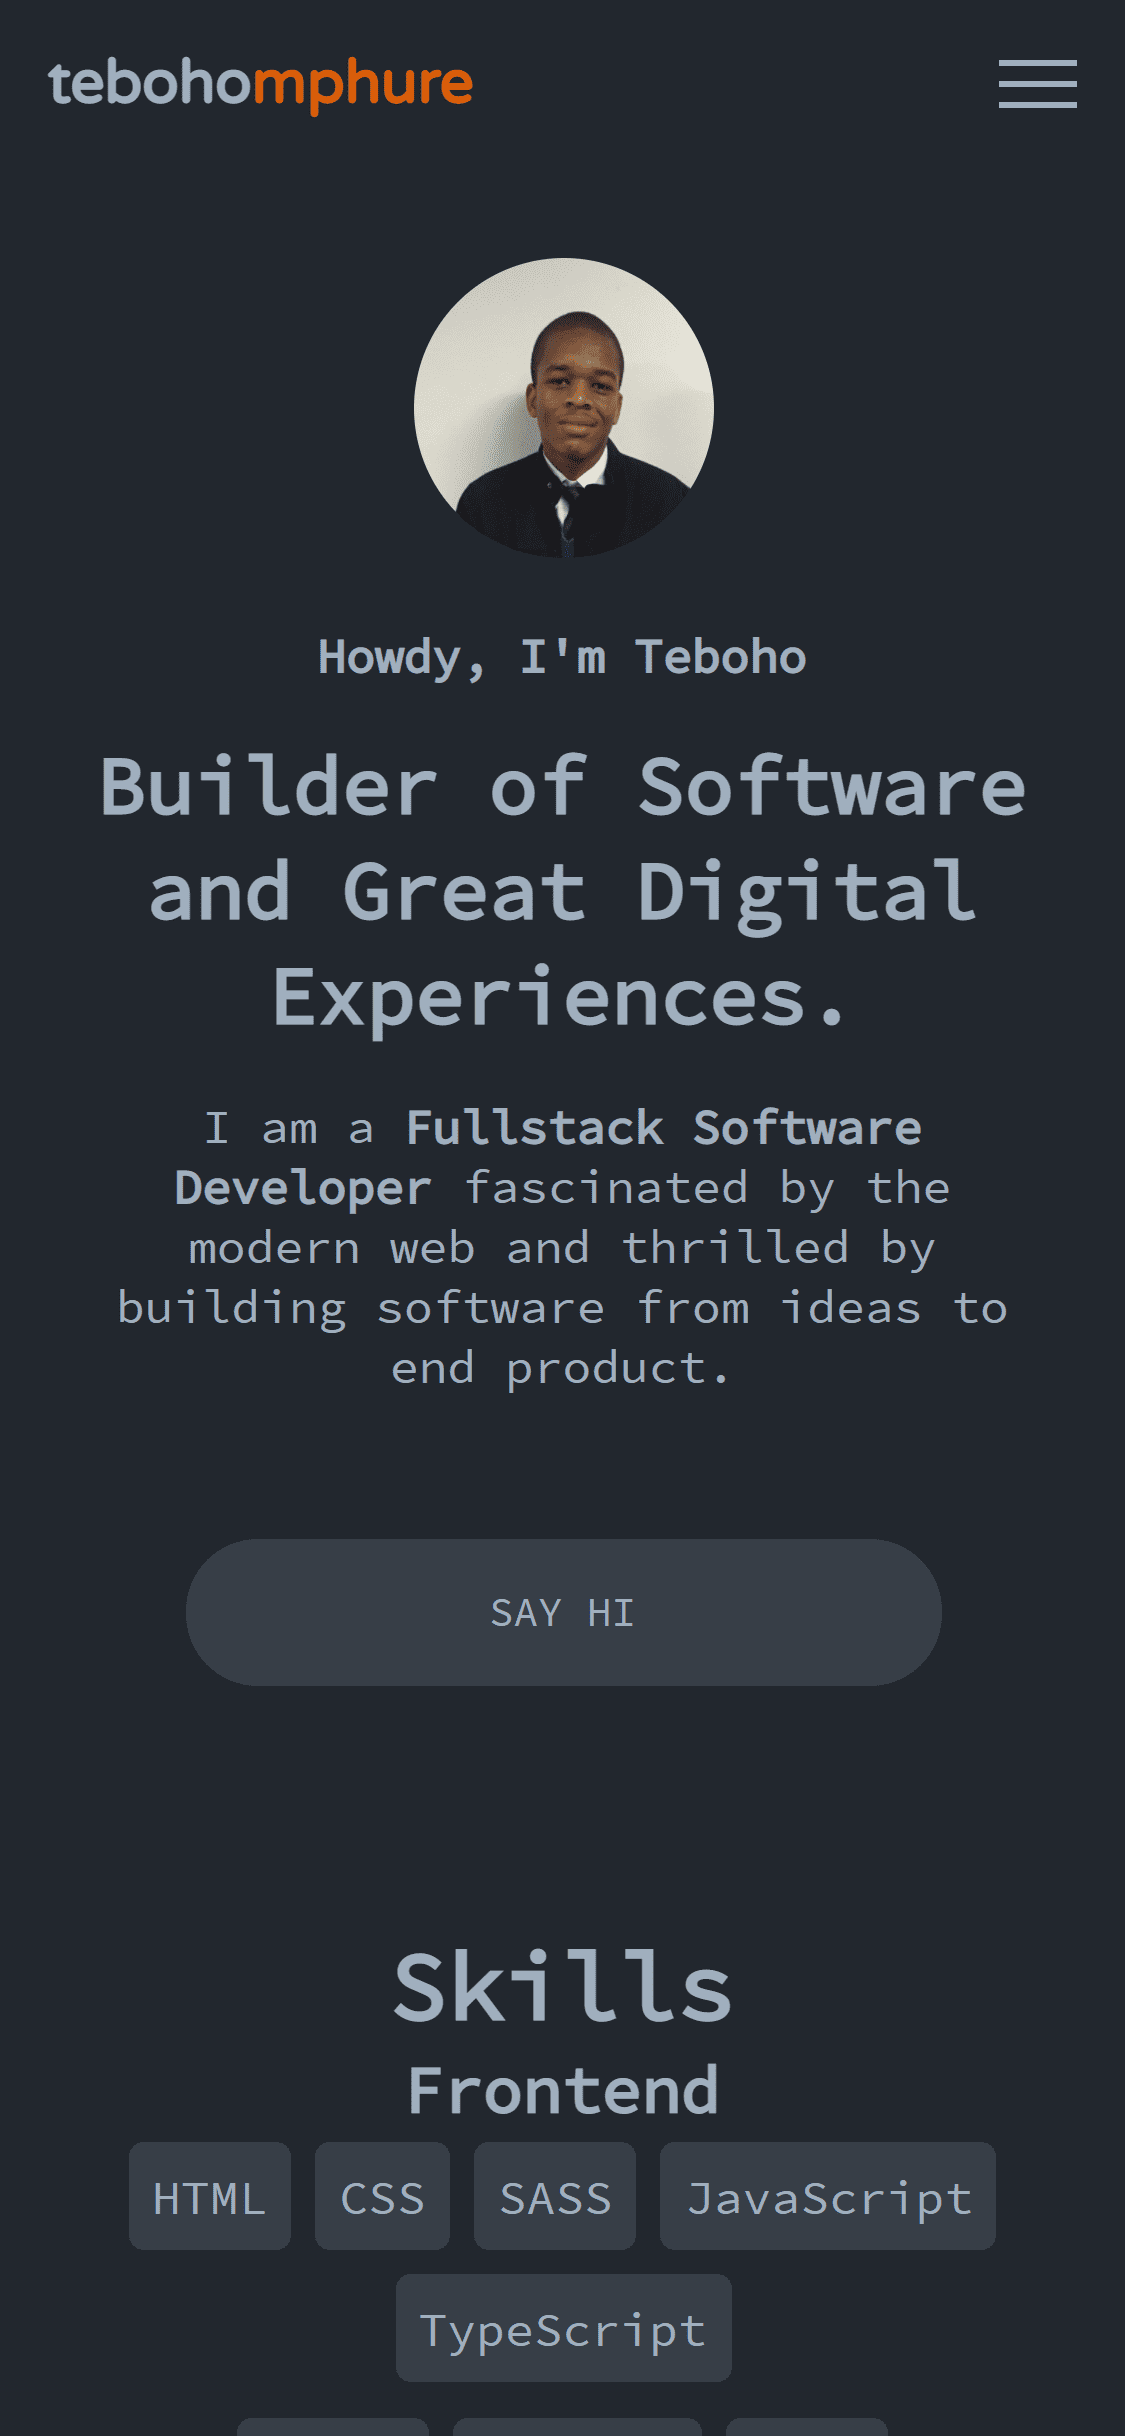 tebohomphure
Howdy, I'm Teboho
Builder of Software
and Great Digital
Experiences.
I am a Fullstack Software
Developer fascinated by the
modern web and thrilled by
building software from ideas to
end product.
SAY HI
Skills
Frontend
HTML CSS SASS JavaScript
TypeScript